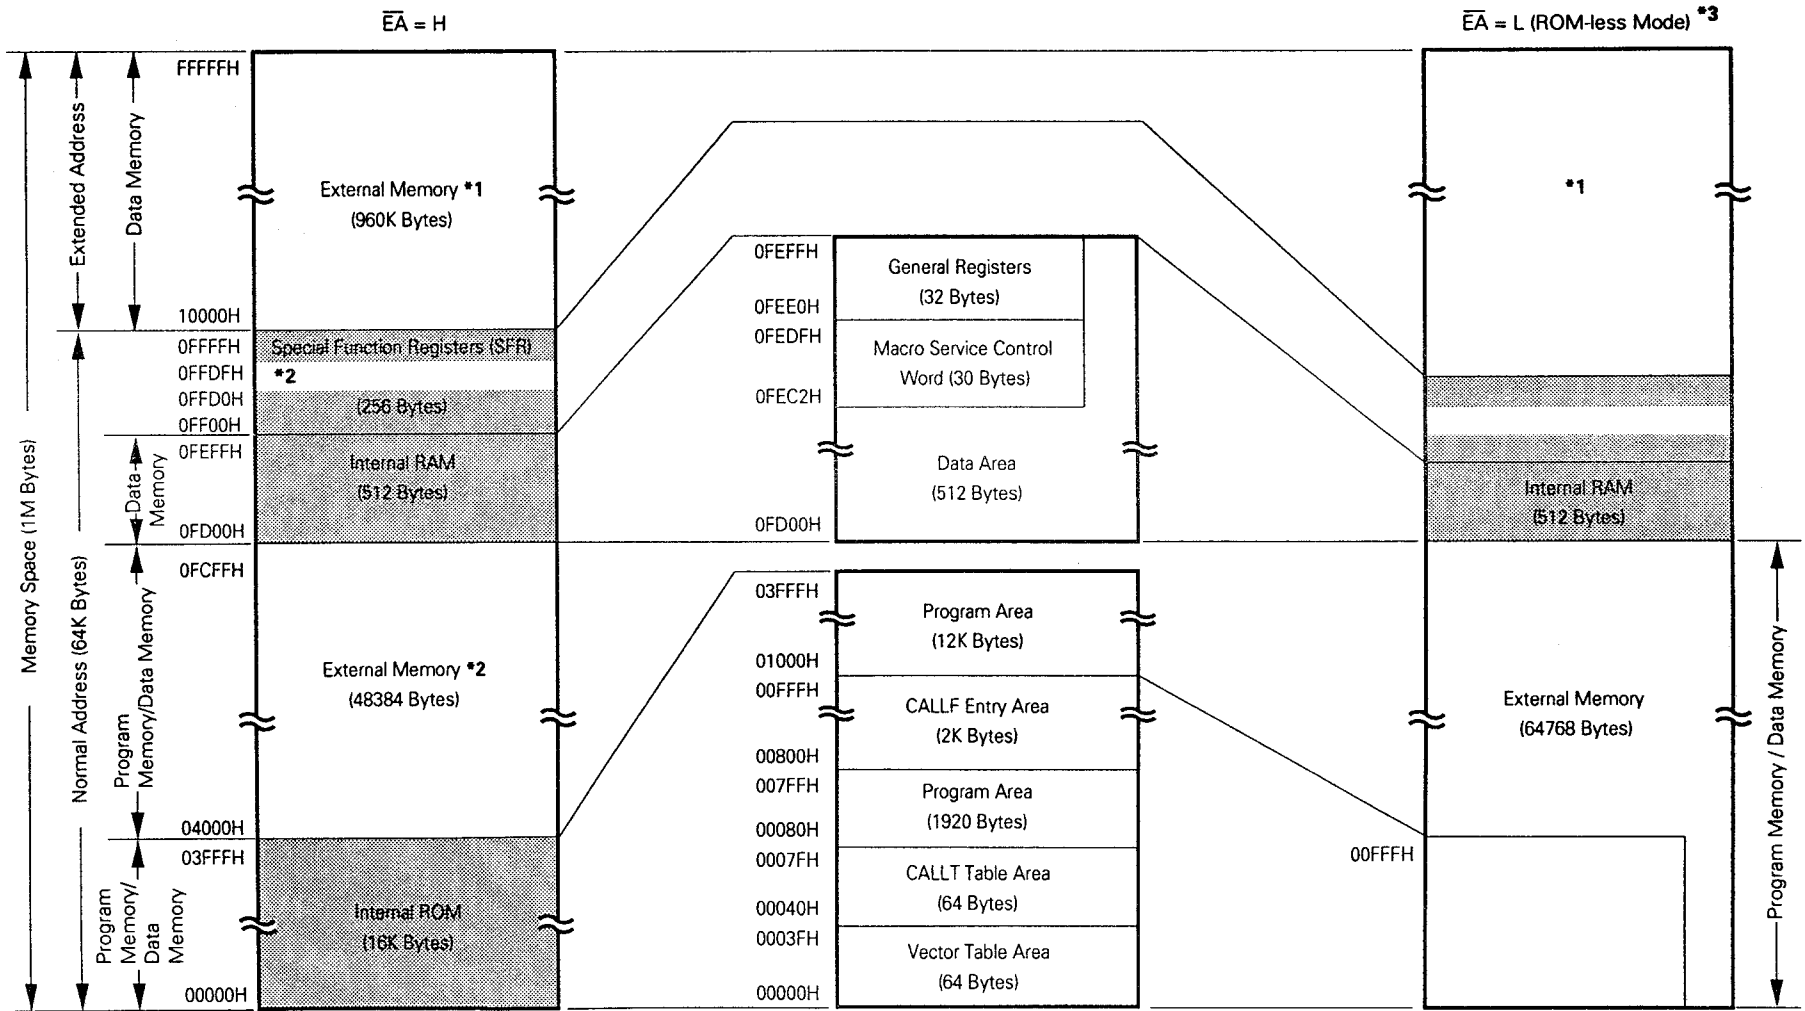 EA = H
EA = L (ROM-less Mode) *3
Memory Space (1M Bytes)
Extended Address
Normal Address (64K Bytes)
Data Memory
Data Memory
Program Memory/Data Memory
Program Memory/Data Memory
FFFFFH
10000H
0FFFFH
0FFDFH
0FFD0H
0FF00H
0FEFFH
0FD00H
0FCFFH
04000H
03FFFH
00000H
External Memory *1
(960K Bytes)
Special Function Registers (SFR)
*2
(256 Bytes)
Internal RAM
(512 Bytes)
External Memory *2
(48384 Bytes)
Internal ROM
(16K Bytes)
0FEFFH
General Registers
(32 Bytes)
0FEE0H
0FEDFH
Macro Service Control
Word (30 Bytes)
0FEC2H
Data Area
(512 Bytes)
0FD00H
03FFFH
Program Area
(12K Bytes)
01000H
00FFFH
CALLF Entry Area
(2K Bytes)
00800H
007FFH
Program Area
(1920 Bytes)
00080H
0007FH
CALLT Table Area
(64 Bytes)
00040H
0003FH
Vector Table Area
(64 Bytes)
00000H
*1
Internal RAM
(512 Bytes)
External Memory
(64768 Bytes)
00FFFH
Program Memory / Data Memory